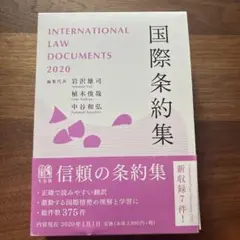 INTERNATIONAL
LAW
DOCUMENTS
2020
国際条約集
編集代表
岩沢雄司
植木俊哉
中谷和弘
信頼の条約集
新収録7件!
・正確で読みやすい翻訳
・激動する国際情勢の理解と学習に
・総件数375件
有斐閣